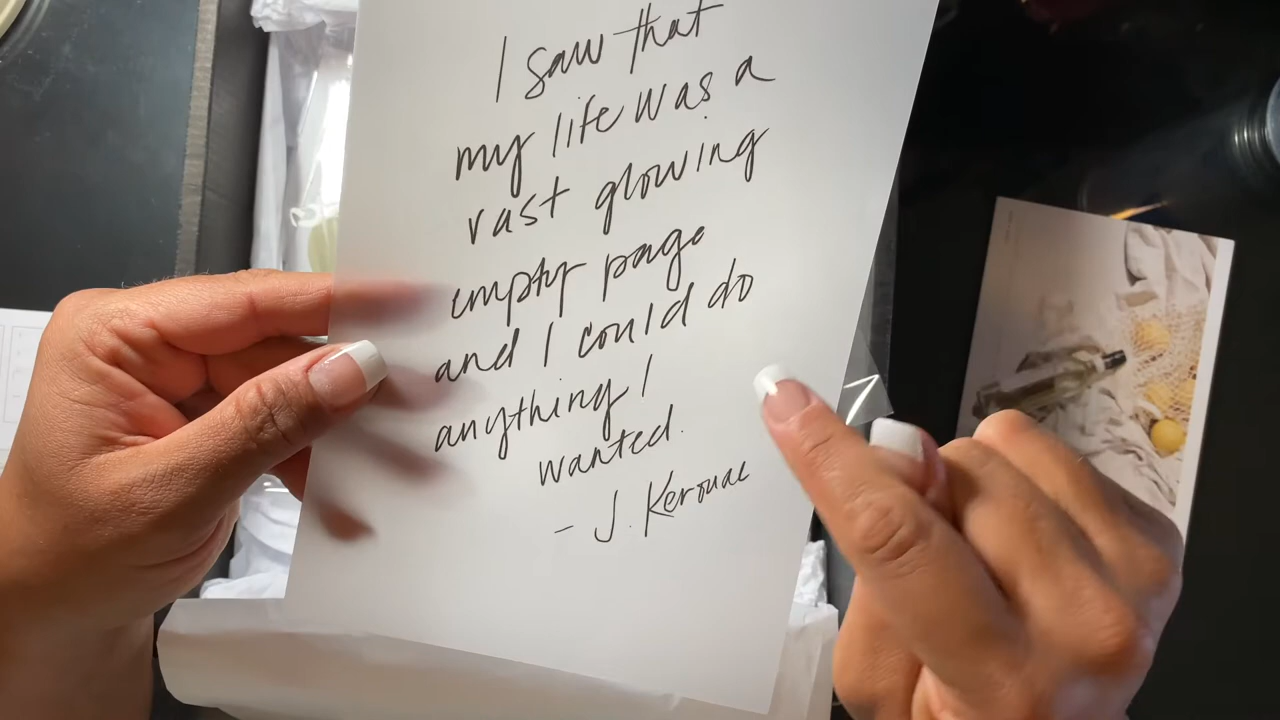 I saw that
my life was a
vast glowing
empty page
and I could do
anything I
wanted.
- J. Kerouac